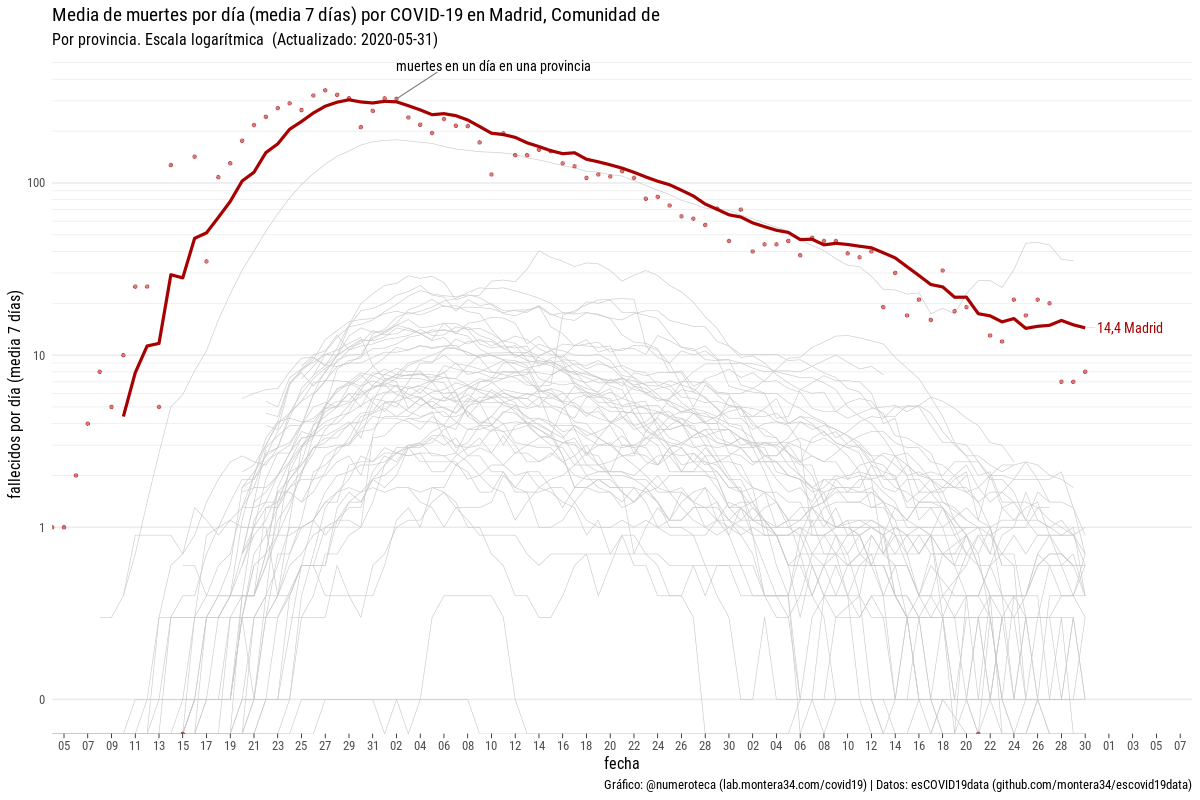 Media de muertes por día (media 7 días) por COVID-19 en Madrid, Comunidad de
Por provincia. Escala logarítmica  (Actualizado: 2020-05-31)
muertes en un día en una provincia
fallecidos por día (media 7 días)
100
10
1
0
14,4 Madrid
05 07 09 11 13 15 17 19 21 23 25 27 29 31 02 04 06 08 10 12 14 16 18 20 22 24 26 28 30 02 04 06 08 10 12 14 16 18 20 22 24 26 28 30 01 03 05 07
fecha
Gráfico: @numeroteca (lab.montera34.com/covid19) | Datos: esCOVID19data (github.com/montera34/escovid19data)